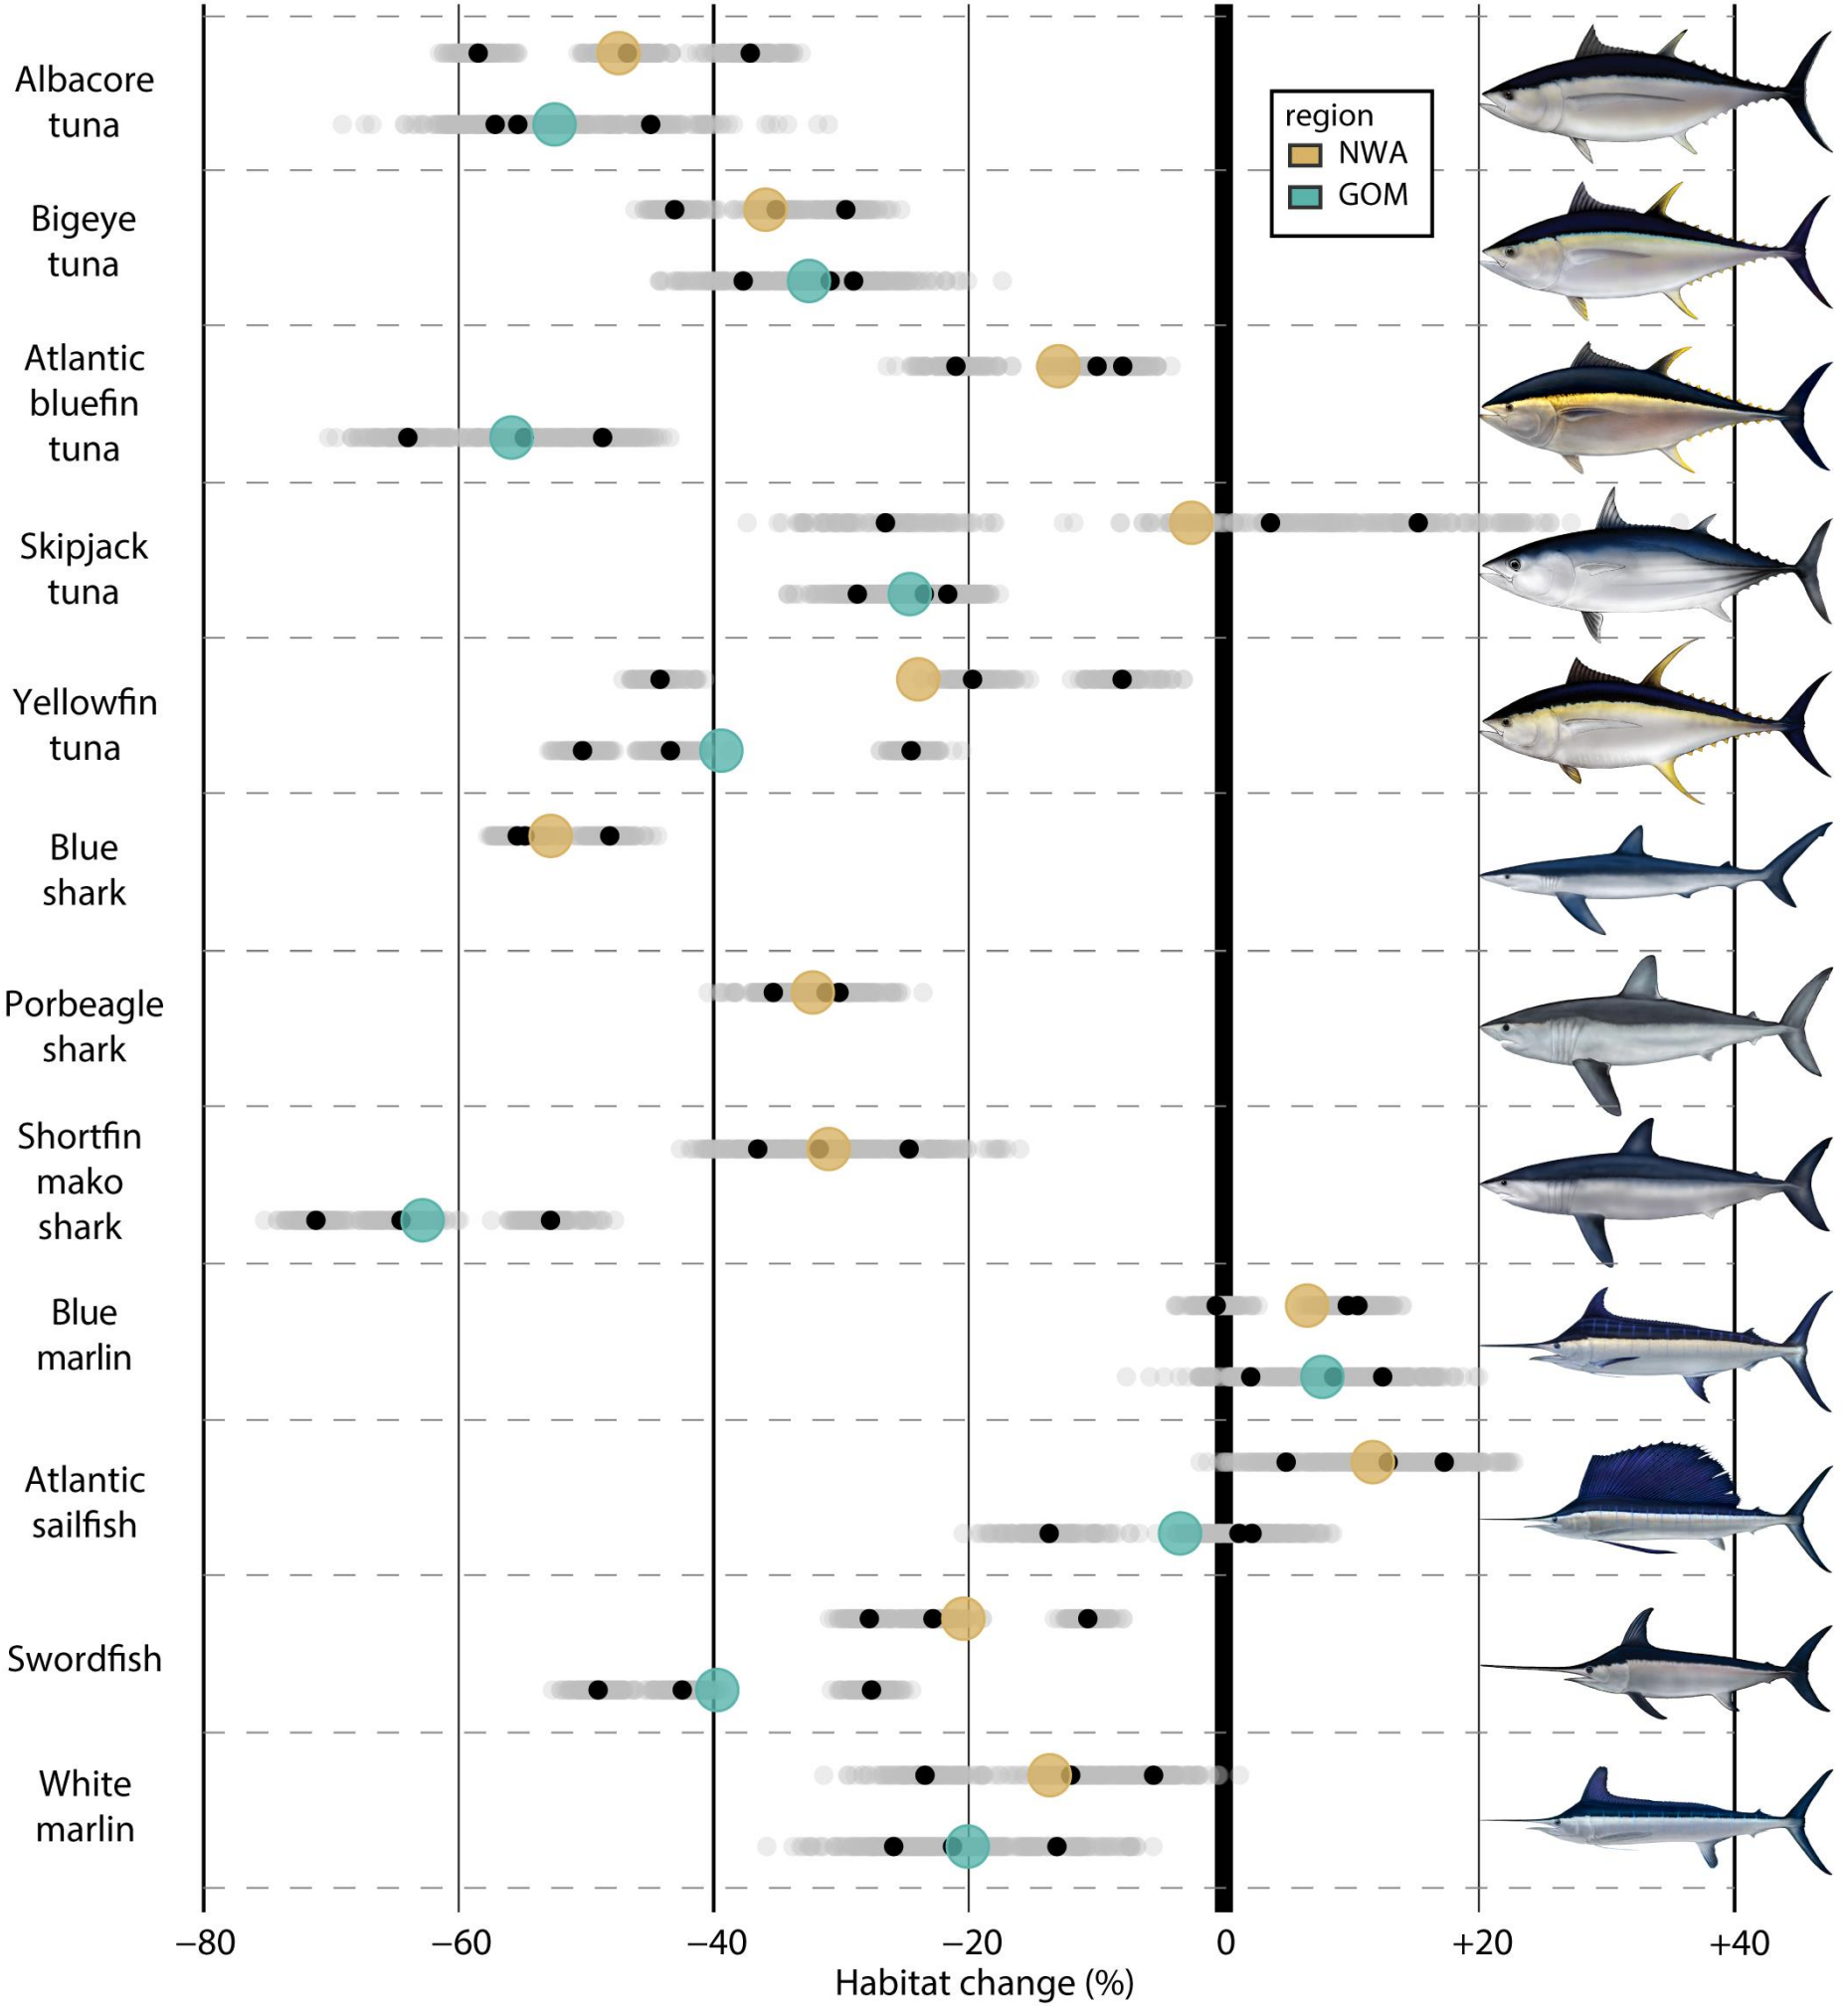 Albacore
tuna
Bigeye
tuna
Atlantic
bluefin
tuna
Skipjack
tuna
Yellowfin
tuna
Blue
shark
Porbeagle
shark
Shortfin
mako
shark
Blue
marlin
Atlantic
sailfish
Swordfish
White
marlin
region
NWA
GOM
−80 −60 −40 −20 0 +20 +40
Habitat change (%)